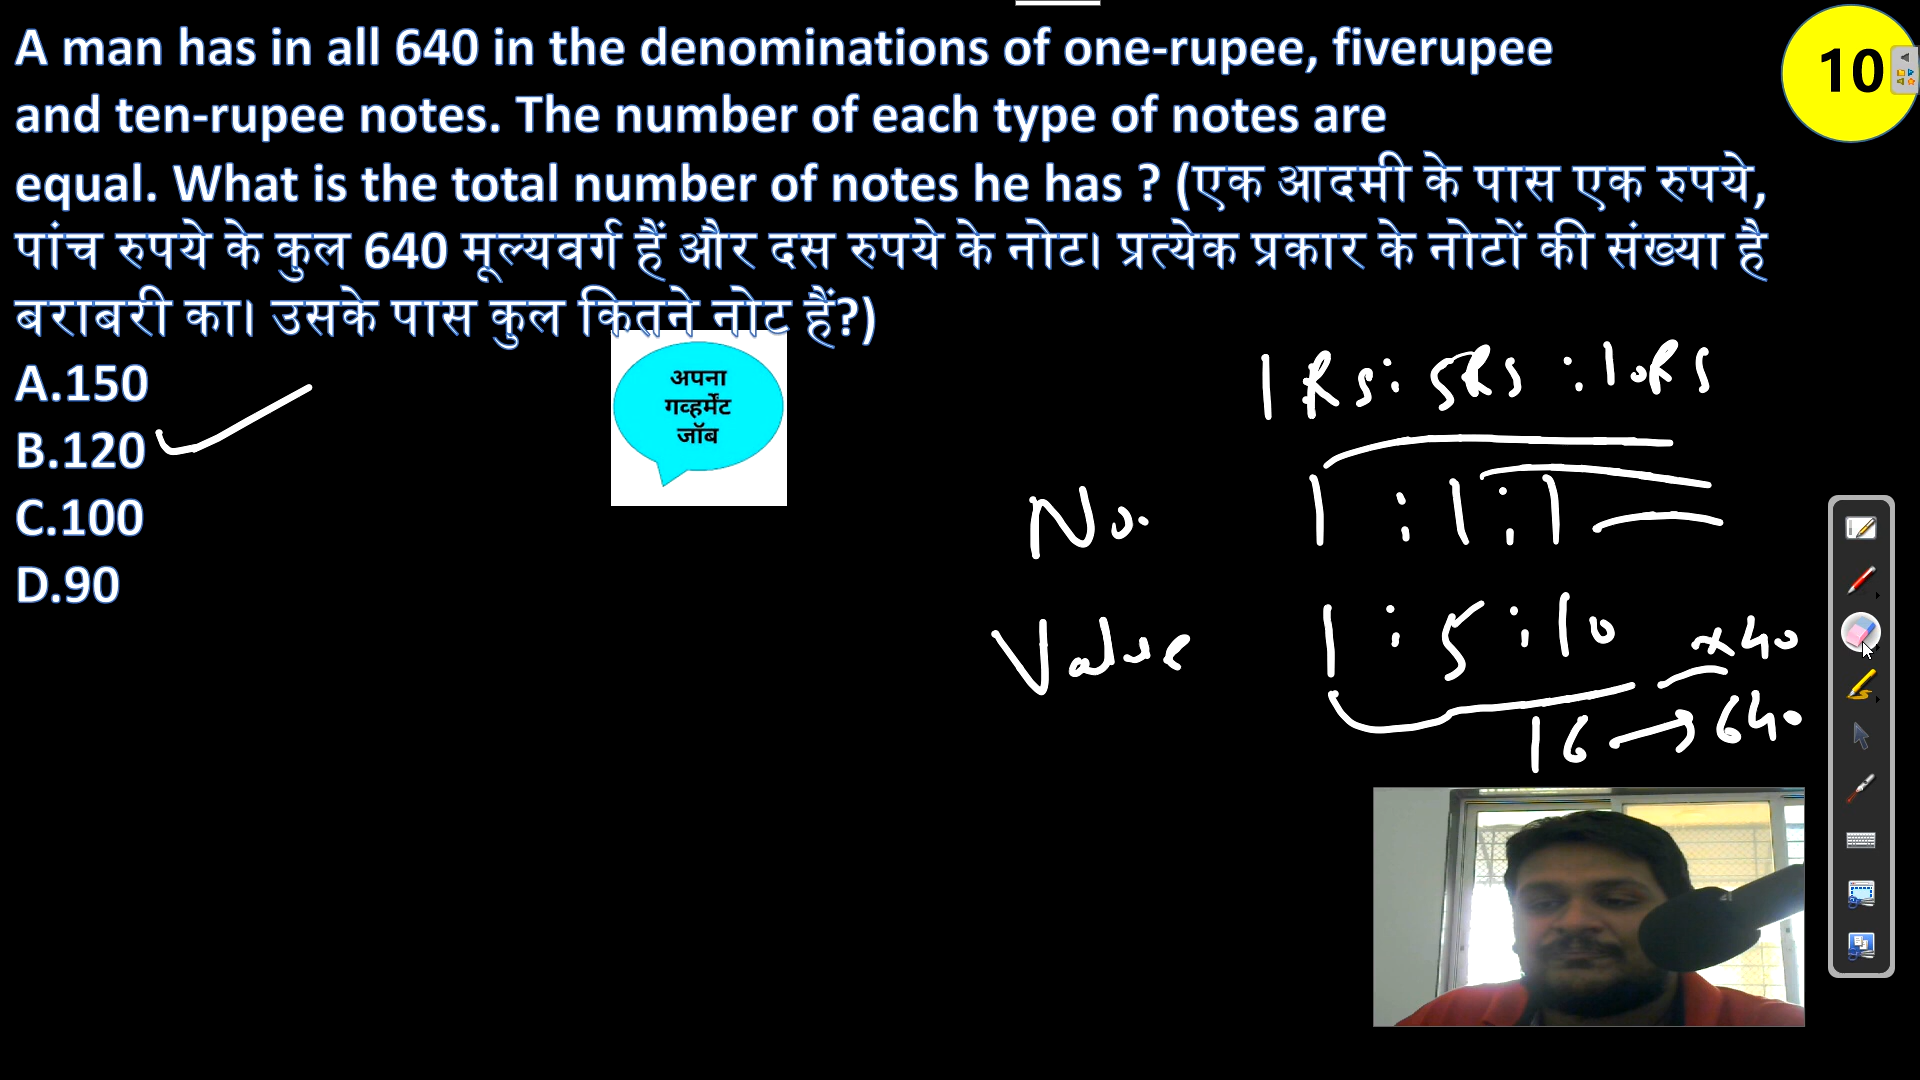 A man has in all 640 in the denominations of one-rupee, fiverupee
and ten-rupee notes. The number of each type of notes are
equal. What is the total number of notes he has ? (एक आदमी के पास एक रुपये,
पांच रुपये के कुल 640 मूल्यवर्ग हैं और दस रुपये के नोट। प्रत्येक प्रकार के नोटों की संख्या है
बराबरी का। उसके पास कुल कितने नोट हैं?)
A.150
B.120
C.100
D.90
10
अपना
गव्हर्मेंट
जॉब
1 Rs : 5Rs : 10Rs
No. 1 : 1 : 1
Value 1 : 5 : 10
x40
16 → 640